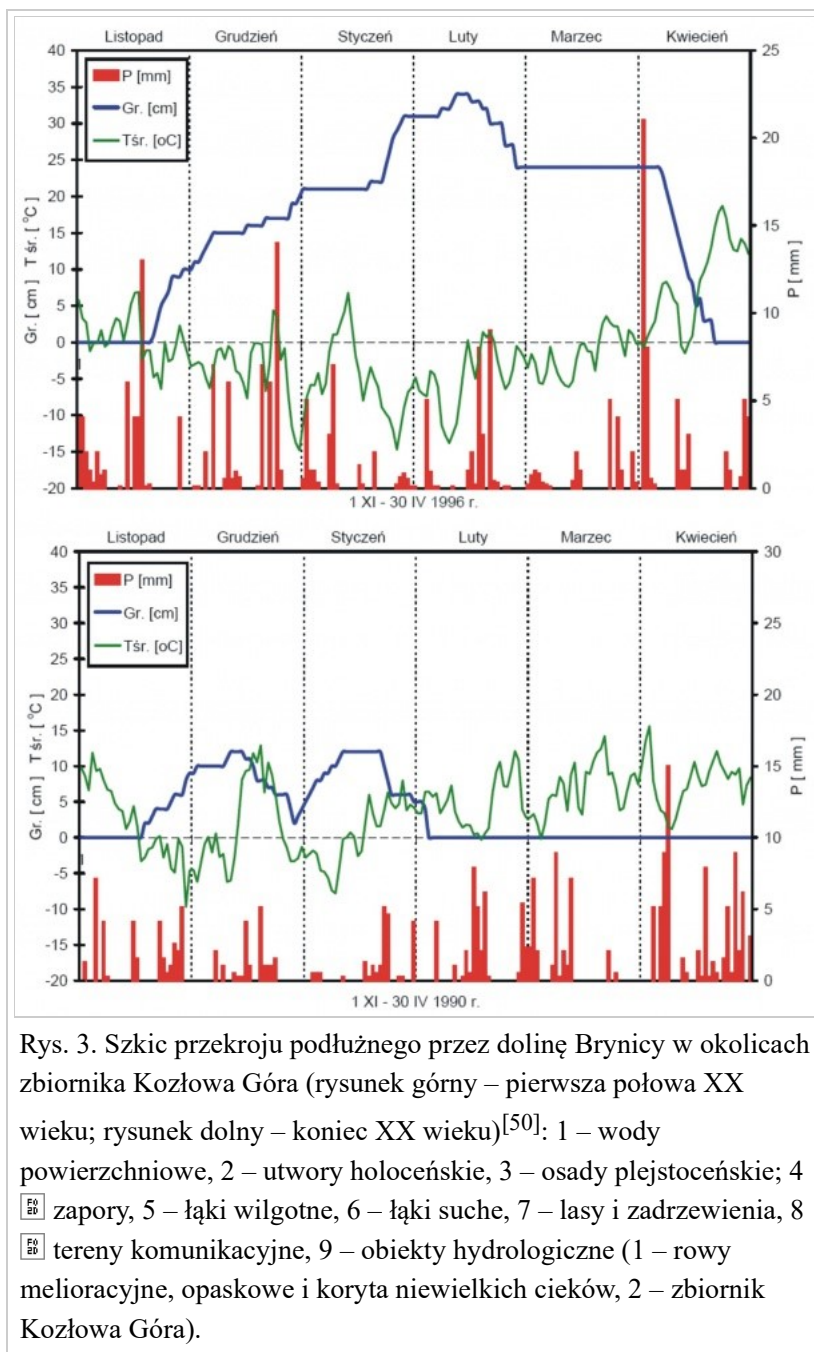 Listopad Grudzień Styczeń Luty Marzec Kwiecień
40 25
35
P [mm]
30 20
Gr. [cm]
25
Tśr. [oC]
20 15
15
10 10
5
0
-5 5
-10
-15
-20 0
Gr. [ cm ] T śr. [ °C ]
P [ mm ]
1 XI - 30 IV 1996 r.
Listopad Grudzień Styczeń Luty Marzec Kwiecień
40 30
35
P [mm]
30 25
Gr. [cm]
25
Tśr. [oC]
20 20
15
10 15
5
0 10
-5
-10 5
-15
-20 0
Gr. [ cm ] T śr. [ °C ]
P [ mm ]
1 XI - 30 IV 1990 r.
Rys. 3. Szkic przekroju podłużnego przez dolinę Brynicy w okolicach
zbiornika Kozłowa Góra (rysunek górny – pierwsza połowa XX
wieku; rysunek dolny – koniec XX wieku)[50]: 1 – wody
powierzchniowe, 2 – utwory holoceńskie, 3 – osady plejstoceńskie; 4
zapory, 5 – łąki wilgotne, 6 – łąki suche, 7 – lasy i zadrzewienia, 8
tereny komunikacyjne, 9 – obiekty hydrologiczne (1 – rowy
melioracyjne, opaskowe i koryta niewielkich cieków, 2 – zbiornik
Kozłowa Góra).